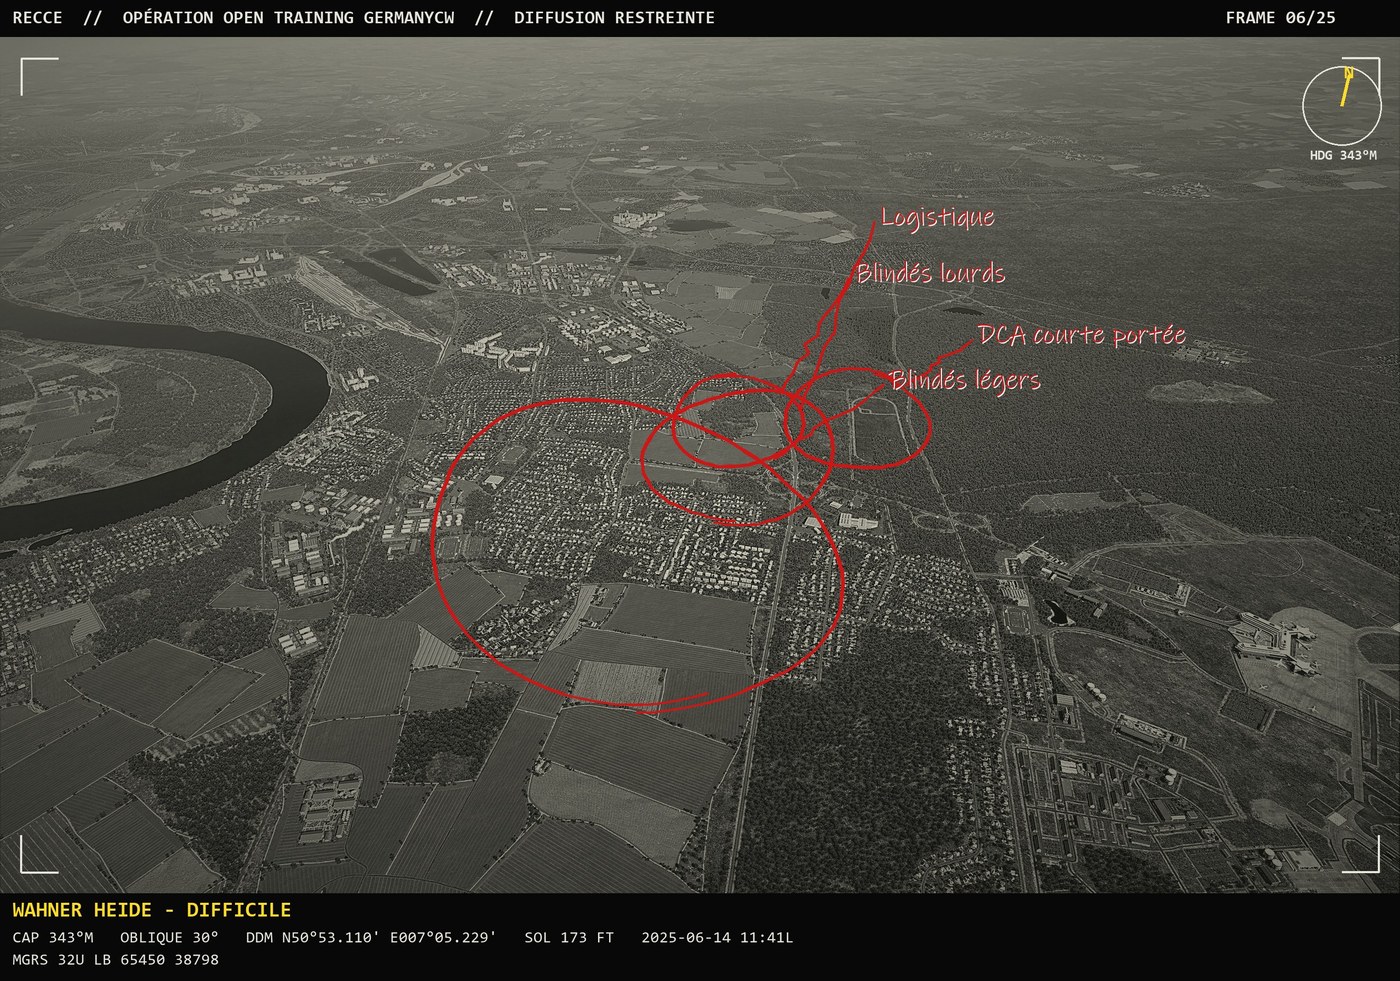 RECCE // OPÉRATION OPEN TRAINING GERMANYCW // DIFFUSION RESTREINTE FRAME 06/25
N
HDG 343°M
Logistique
Blindés lourds
DCA courte portée
Blindés légers
WAHNER HEIDE - DIFFICILE
CAP 343°M OBLIQUE 30° DDM N50°53.110' E007°05.229' SOL 173 FT 2025-06-14 11:41L
MGRS 32U LB 65450 38798